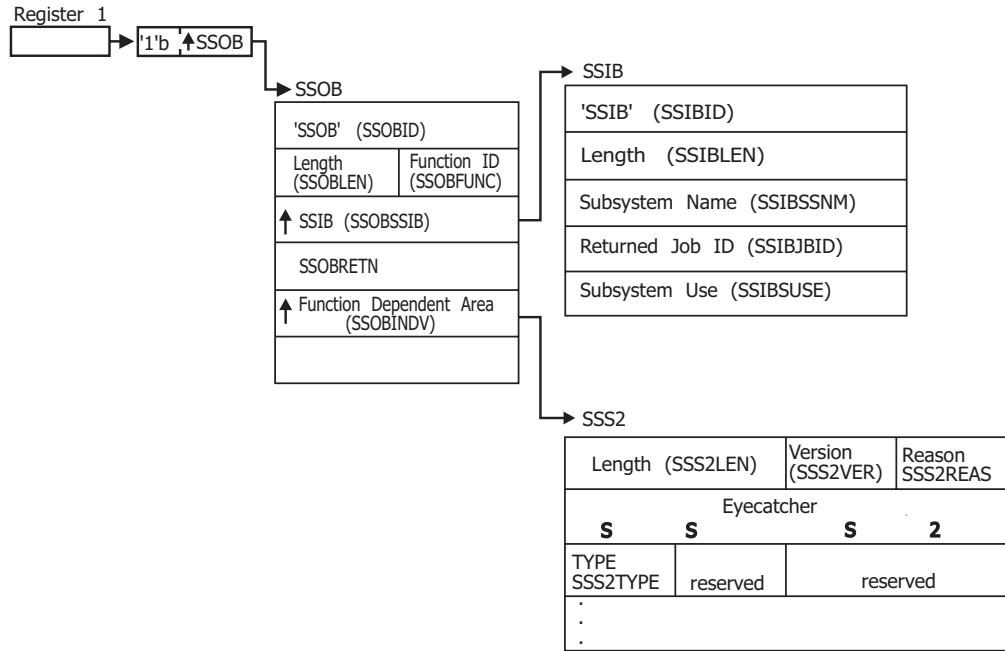 Register 1
'1'b SSOB
SSOB
'SSOB' (SSOBID)
Length
(SSOBLEN)
Function ID
(SSOBFUNC)
SSIB (SSOBSSIB)
SSOBRETN
Function Dependent Area
(SSOBINDV)
SSIB
'SSIB' (SSIBID)
Length (SSIBLEN)
Subsystem Name (SSIBSSNM)
Returned Job ID (SSIBJBID)
Subsystem Use (SSIBSUSE)
SSS2
Length (SSS2LEN)
Version
(SSS2VER)
Reason
SSS2REAS
Eyecatcher
S S S 2
TYPE
SSS2TYPE
reserved
reserved
.
.
.